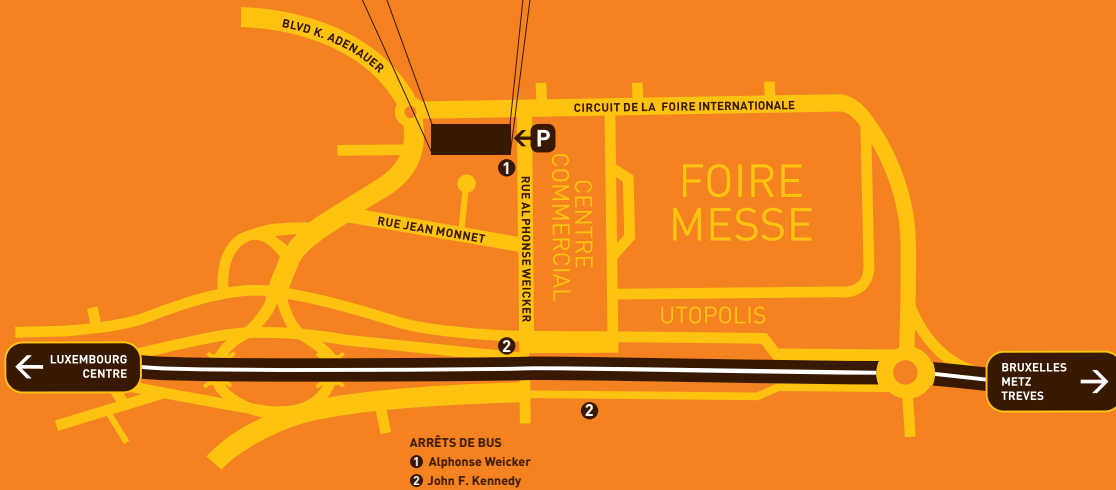 BLVD K. ADENAUER
CIRCUIT DE LA FOIRE INTERNATIONALE
P
1
RUE ALPHONSE WEICKER
CENTRE
COMMERCIAL
FOIRE
MESSE
RUE JEAN MONNET
UTOPOLIS
2
LUXEMBOURG
CENTRE
BRUXELLES
METZ
TREVES
2
ARRÊTS DE BUS
1 Alphonse Weicker
2 John F. Kennedy